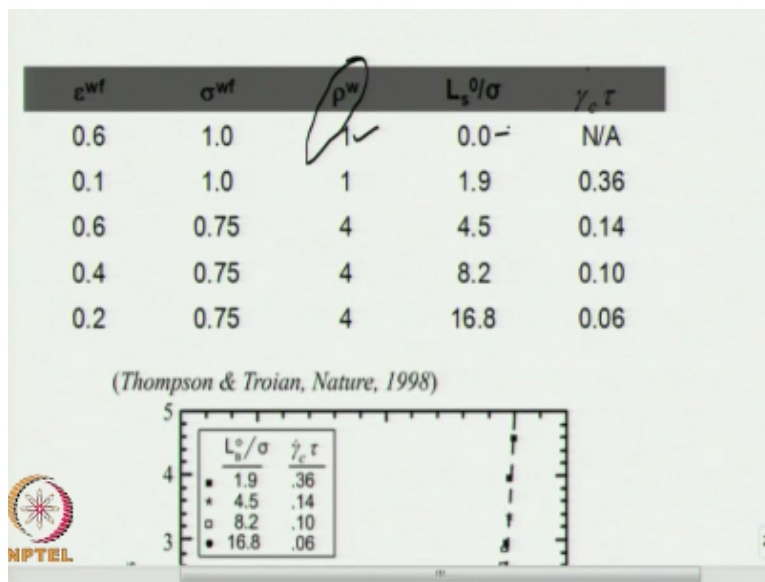 ε^wf σ^wf ρ^w L_s^0/σ γ_c τ
0.6 1.0 1 0.0 N/A
0.1 1.0 1 1.9 0.36
0.6 0.75 4 4.5 0.14
0.4 0.75 4 8.2 0.10
0.2 0.75 4 16.8 0.06
(Thompson & Troian, Nature, 1998)
5
L_s^0/σ γ̇_c τ
1.9 .36
4
4.5 .14
8.2 .10
3
16.8 .06
NPTEL